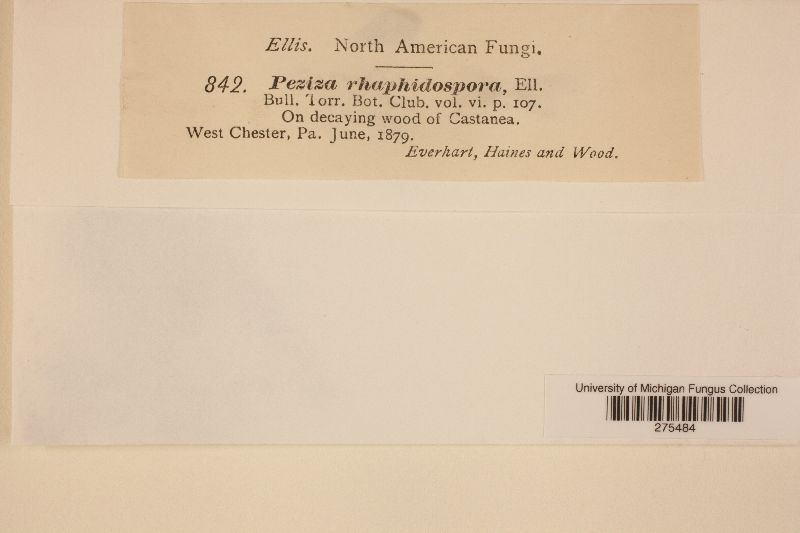 Ellis. North American Fungi.
842. Peziza rhaphidospora, Ell.
Bull. Torr. Bot. Club. vol. vi. p. 107.
On decaying wood of Castanea.
West Chester, Pa. June, 1879.
Everhart, Haines and Wood.
University of Michigan Fungus Collection
275484